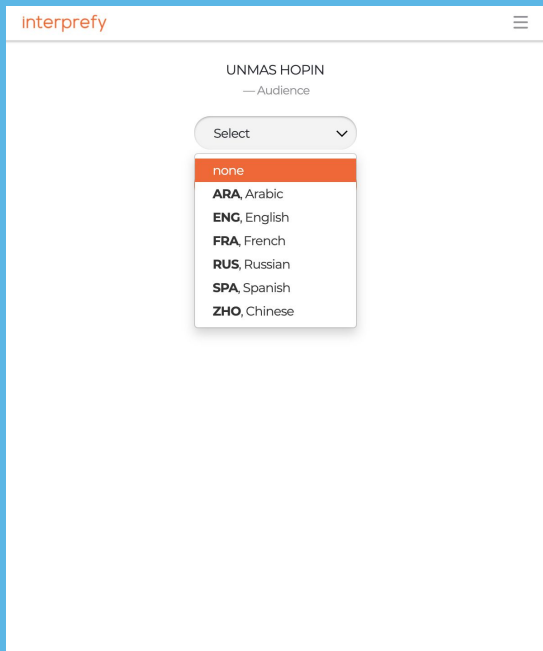 interprefy
UNMAS HOPIN
— Audience
Select
none
ARA, Arabic
ENG, English
FRA, French
RUS, Russian
SPA, Spanish
ZHO, Chinese